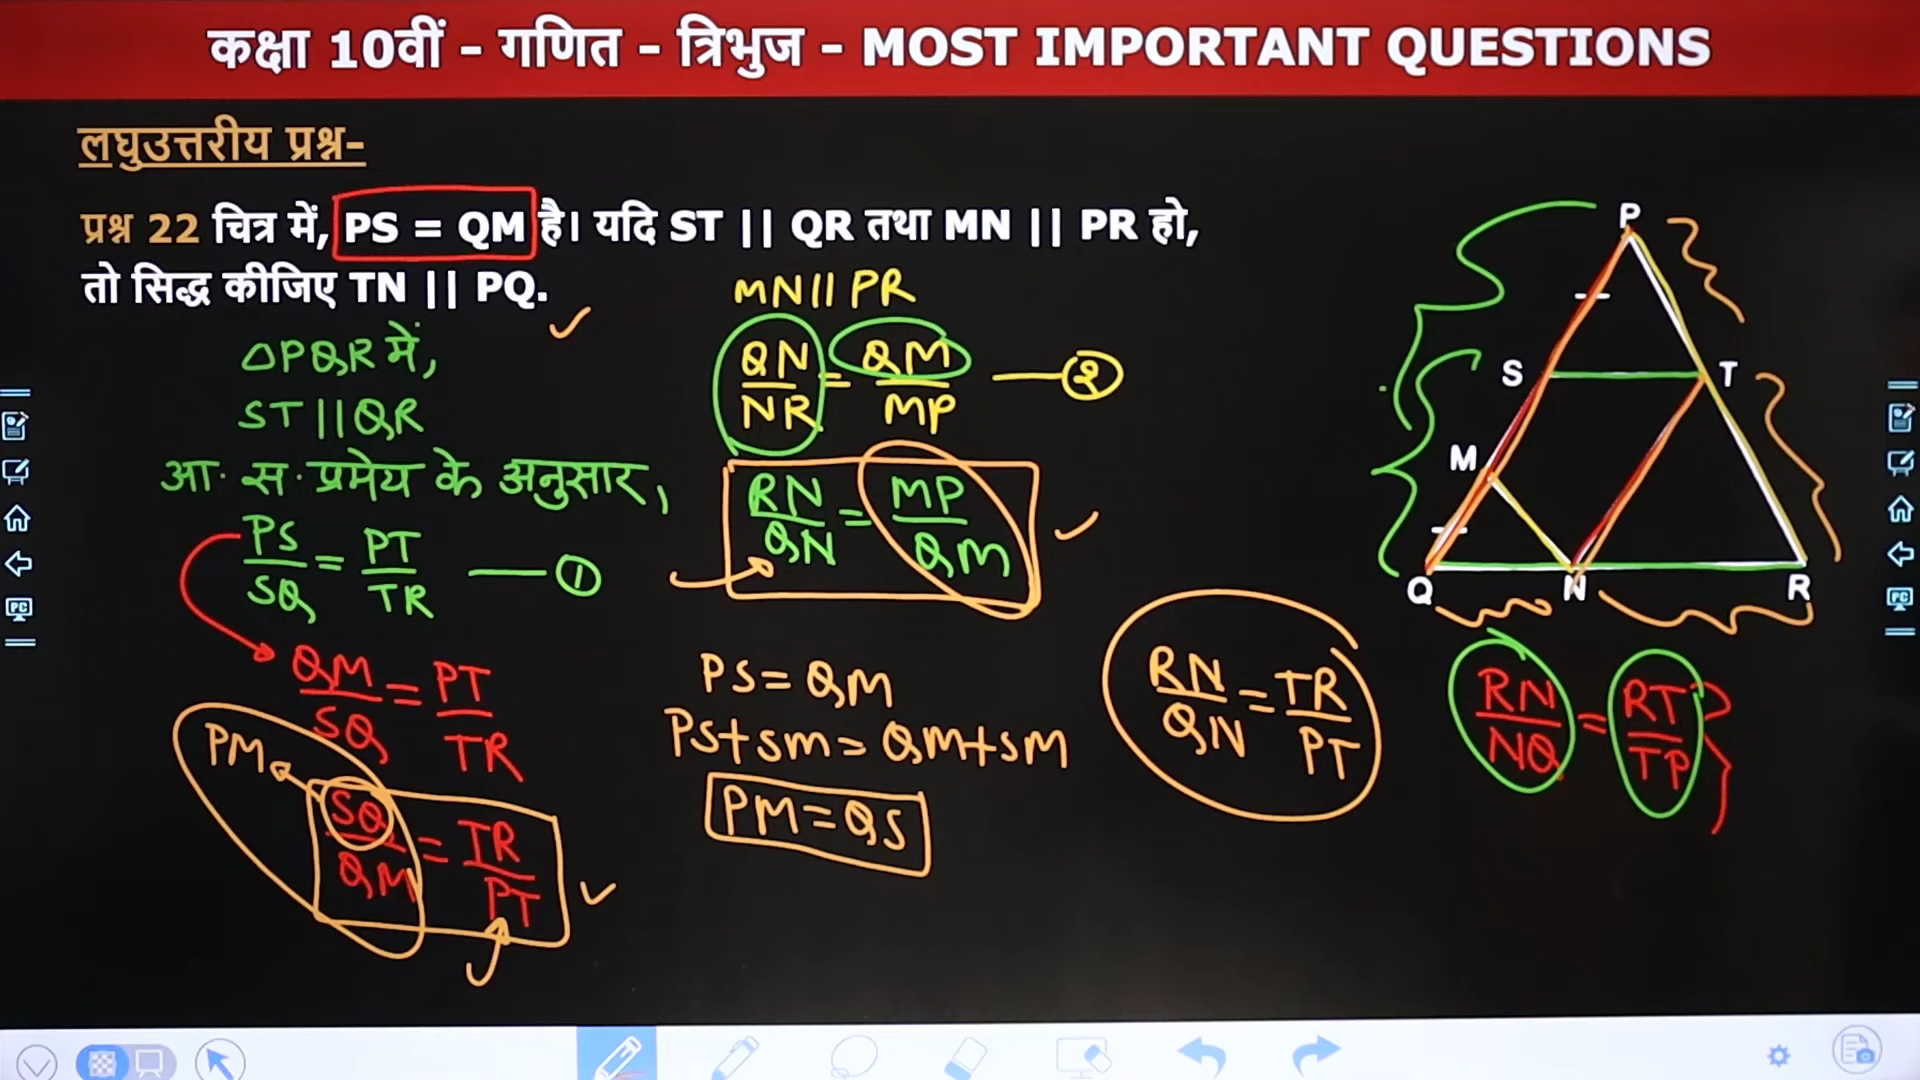 कक्षा 10वीं - गणित - त्रिभुज - MOST IMPORTANT QUESTIONS
लघुउत्तरीय प्रश्न-
प्रश्न 22 चित्र में, PS = QM है। यदि ST || QR तथा MN || PR हो,
तो सिद्ध कीजिए TN || PQ.
△PQR में,
ST || QR
आ. स. प्रमेय के अनुसार,
PS/SQ = PT/TR — ①
QM/SQ = PT/TR
PM
SQ/QM = TR/PT
MN || PR
QN/NR = QM/MP — ②
RN/QN = MP/QM
PS = QM
PS + SM = QM + SM
PM = QS
RN/QN = TR/PT
RN/NQ = RT/TP
P
S T
M
Q N R
PC
PC